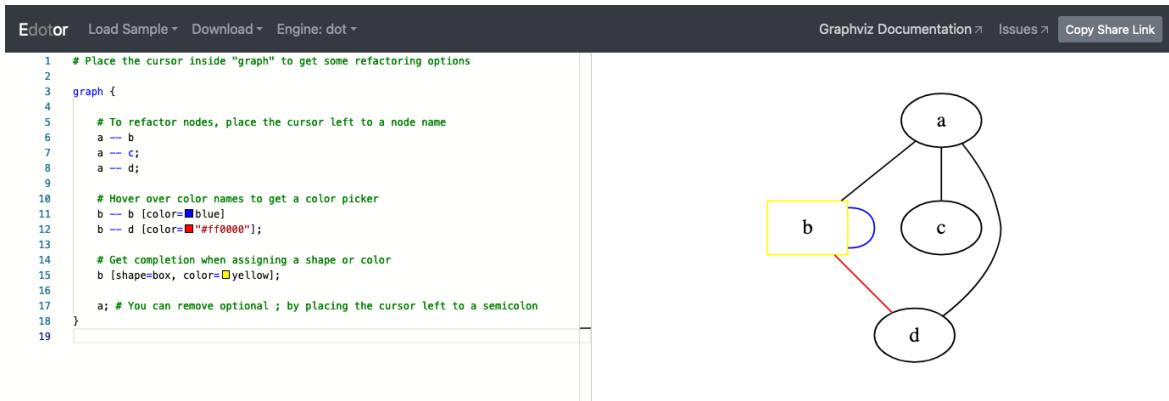 Edotor Load Sample Download Engine: dot Graphviz Documentation Issues Copy Share Link
1 # Place the cursor inside "graph" to get some refactoring options
2
3 graph {
4
5 # To refactor nodes, place the cursor left to a node name
6 a -- b
7 a -- c;
8 a -- d;
9
10 # Hover over color names to get a color picker
11 b -- b [color=blue]
12 b -- d [color="#ff0000"];
13
14 # Get completion when assigning a shape or color
15 b [shape=box, color=yellow];
16
17 a; # You can remove optional ; by placing the cursor left to a semicolon
18 }
19
a
b c
d